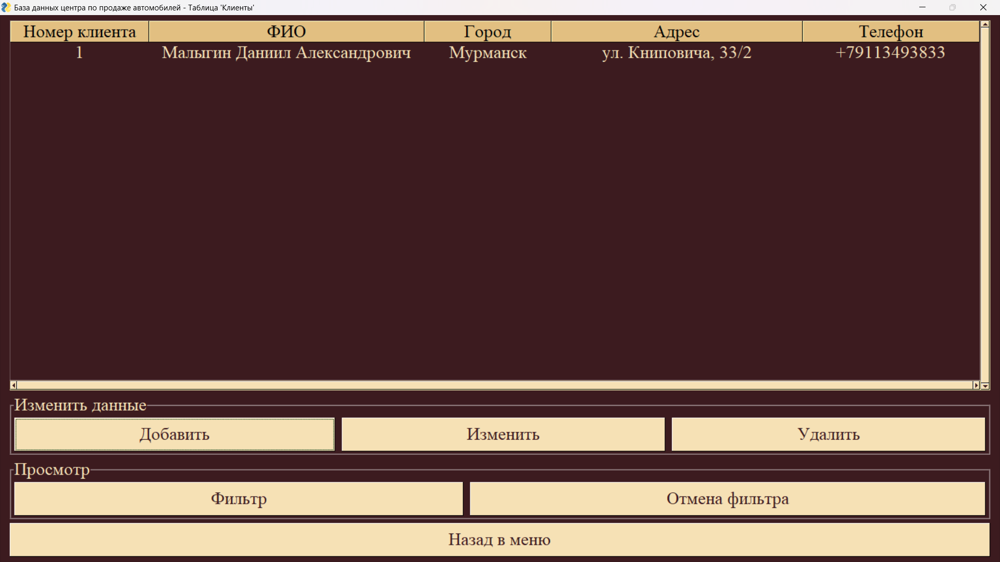 База данных центра по продаже автомобилей - Таблица 'Клиенты'
Номер клиента ФИО Город Адрес Телефон
1 Малыгин Даниил Александрович Мурманск ул. Книповича, 33/2 +79113493833
Изменить данные
Добавить Изменить Удалить
Просмотр
Фильтр Отмена фильтра
Назад в меню